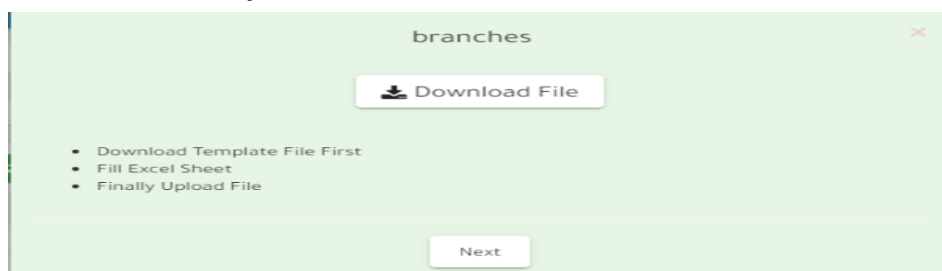 branches
Download File
Download Template File First
Fill Excel Sheet
Finally Upload File
Next